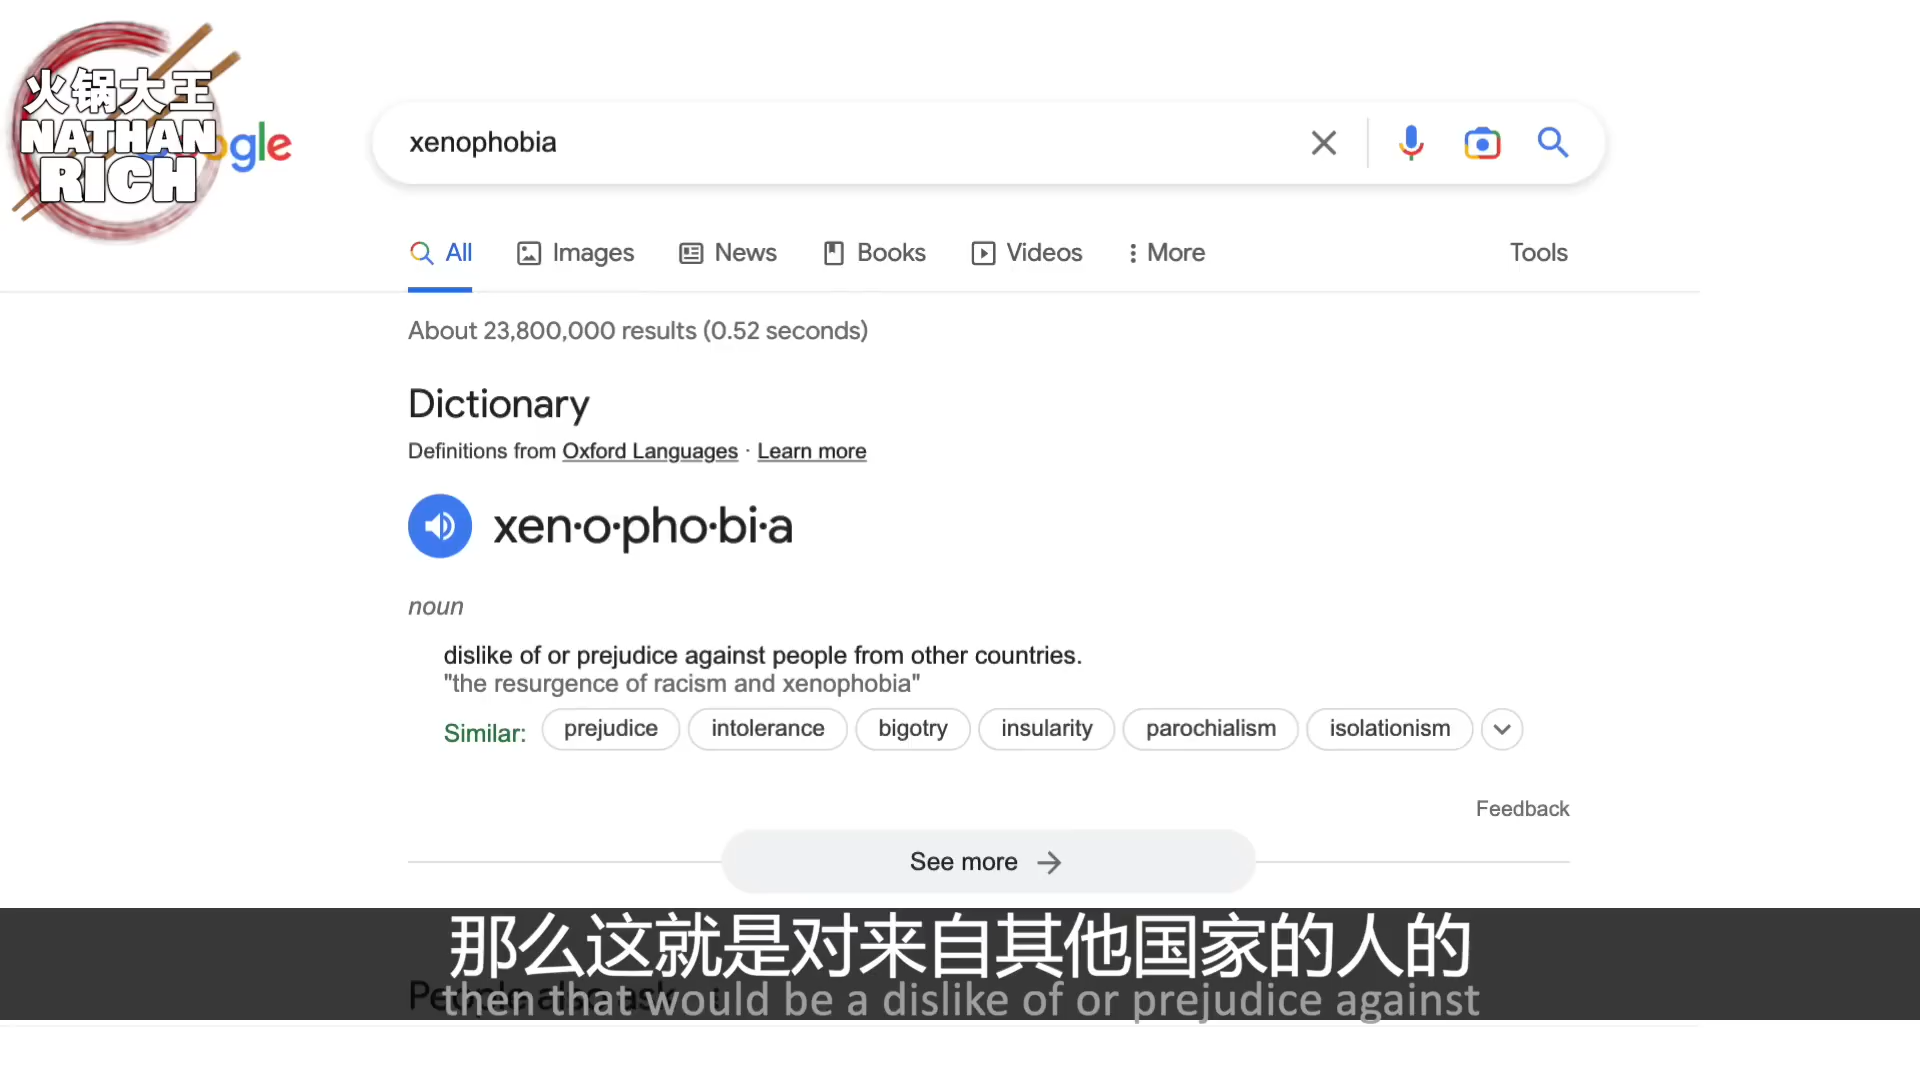 火锅大王
NATHAN
RICH
gle
xenophobia
All Images News Books Videos More Tools
About 23,800,000 results (0.52 seconds)
Dictionary
Definitions from Oxford Languages · Learn more
xen·o·pho·bi·a
noun
dislike of or prejudice against people from other countries.
"the resurgence of racism and xenophobia"
Similar: prejudice intolerance bigotry insularity parochialism isolationism
Feedback
See more
那么这就是对来自其他国家的人的
People also ask
then that would be a dislike of or prejudice against